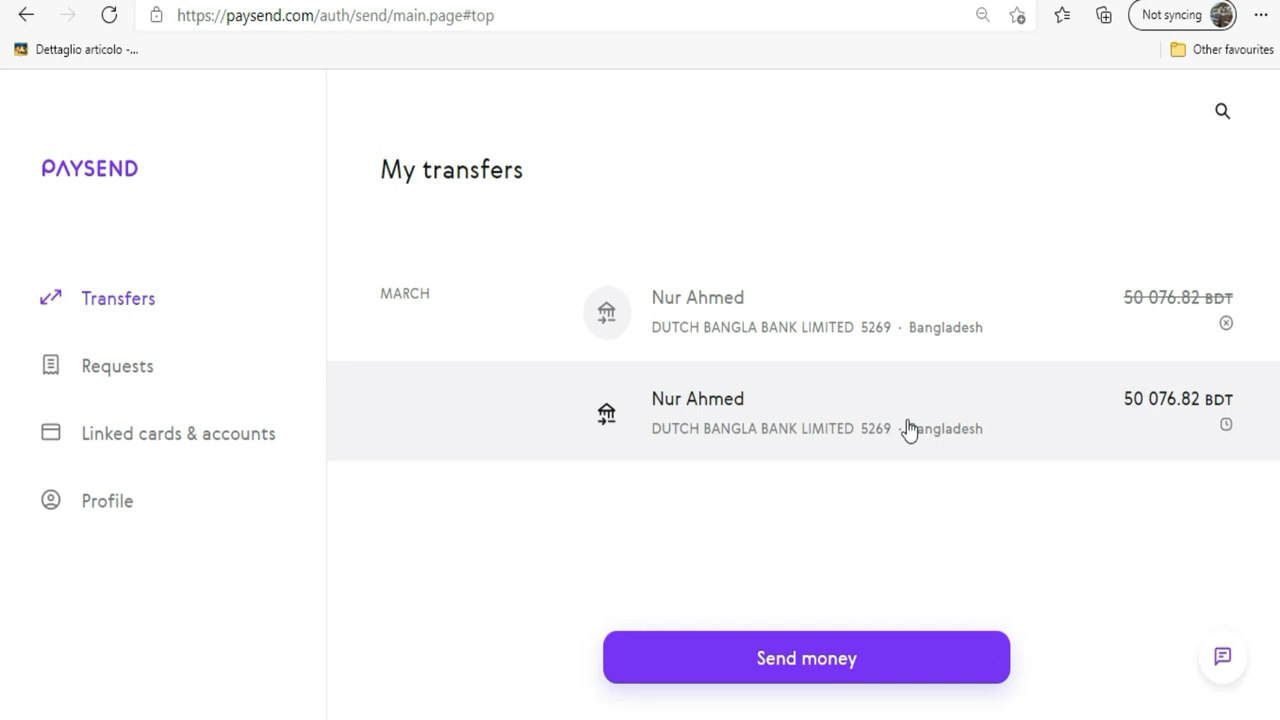 https://paysend.com/auth/send/main.page#top
Not syncing
Dettaglio articolo -...
Other favourites
PAYSEND
My transfers
Transfers
Requests
Linked cards & accounts
Profile
MARCH
Nur Ahmed
50 076.82 BDT
DUTCH BANGLA BANK LIMITED 5269 · Bangladesh
Nur Ahmed
50 076.82 BDT
DUTCH BANGLA BANK LIMITED 5269 · Bangladesh
Send money